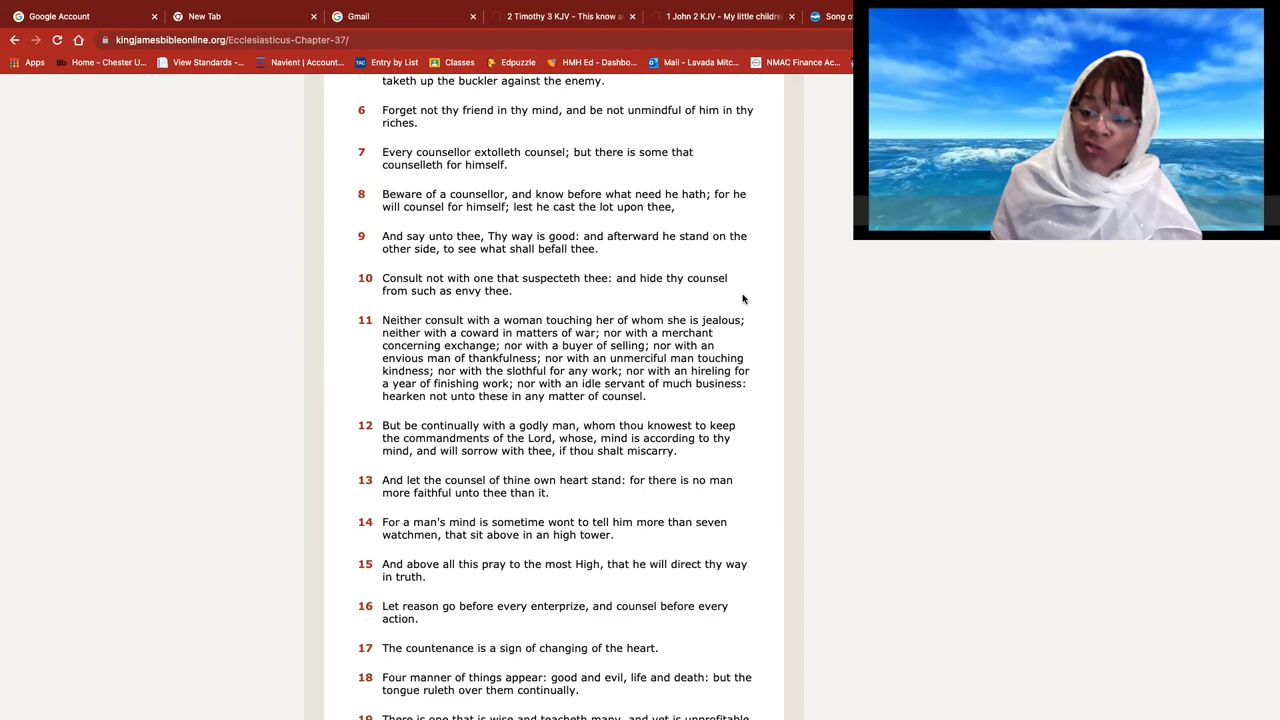 Google Account
New Tab
Gmail
2 Timothy 3 KJV - This know a
1 John 2 KJV - My little childre
Song of
kingjamesbibleonline.org/Ecclesiasticus-Chapter-37/
Apps
Bb Home - Chester U...
View Standards -...
Navient | Account...
TAC Entry by List
Classes
Edpuzzle
HMH Ed - Dashbo...
Mail - Lavada Mitc...
NMAC Finance Ac...
taketh up the buckler against the enemy.
6 Forget not thy friend in thy mind, and be not unmindful of him in thy
riches.
7 Every counsellor extolleth counsel; but there is some that
counselleth for himself.
8 Beware of a counsellor, and know before what need he hath; for he
will counsel for himself; lest he cast the lot upon thee,
9 And say unto thee, Thy way is good: and afterward he stand on the
other side, to see what shall befall thee.
10 Consult not with one that suspecteth thee: and hide thy counsel
from such as envy thee.
11 Neither consult with a woman touching her of whom she is jealous;
neither with a coward in matters of war; nor with a merchant
concerning exchange; nor with a buyer of selling; nor with an
envious man of thankfulness; nor with an unmerciful man touching
kindness; nor with the slothful for any work; nor with an hireling for
a year of finishing work; nor with an idle servant of much business:
hearken not unto these in any matter of counsel.
12 But be continually with a godly man, whom thou knowest to keep
the commandments of the Lord, whose, mind is according to thy
mind, and will sorrow with thee, if thou shalt miscarry.
13 And let the counsel of thine own heart stand: for there is no man
more faithful unto thee than it.
14 For a man's mind is sometime wont to tell him more than seven
watchmen, that sit above in an high tower.
15 And above all this pray to the most High, that he will direct thy way
in truth.
16 Let reason go before every enterprize, and counsel before every
action.
17 The countenance is a sign of changing of the heart.
18 Four manner of things appear: good and evil, life and death: but the
tongue ruleth over them continually.
19 There is one that is wise and teacheth many, and yet is unprofitable